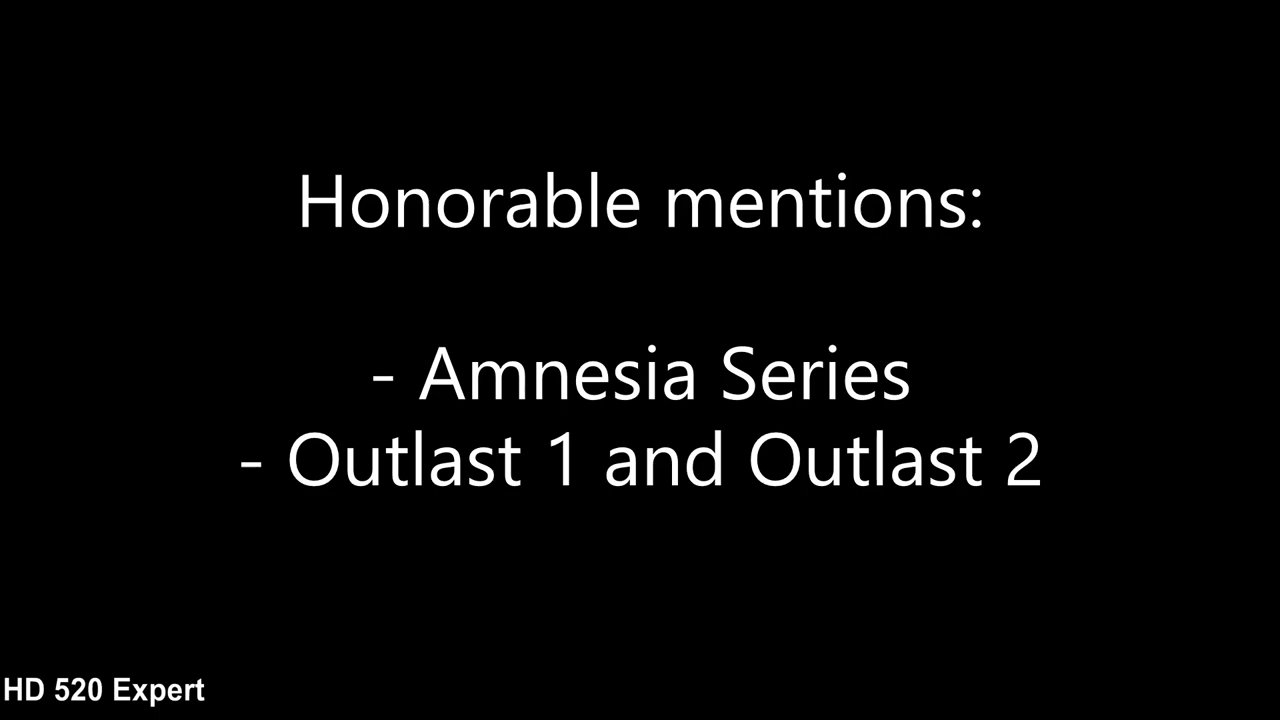 Honorable mentions:
- Amnesia Series
- Outlast 1 and Outlast 2
HD 520 Expert